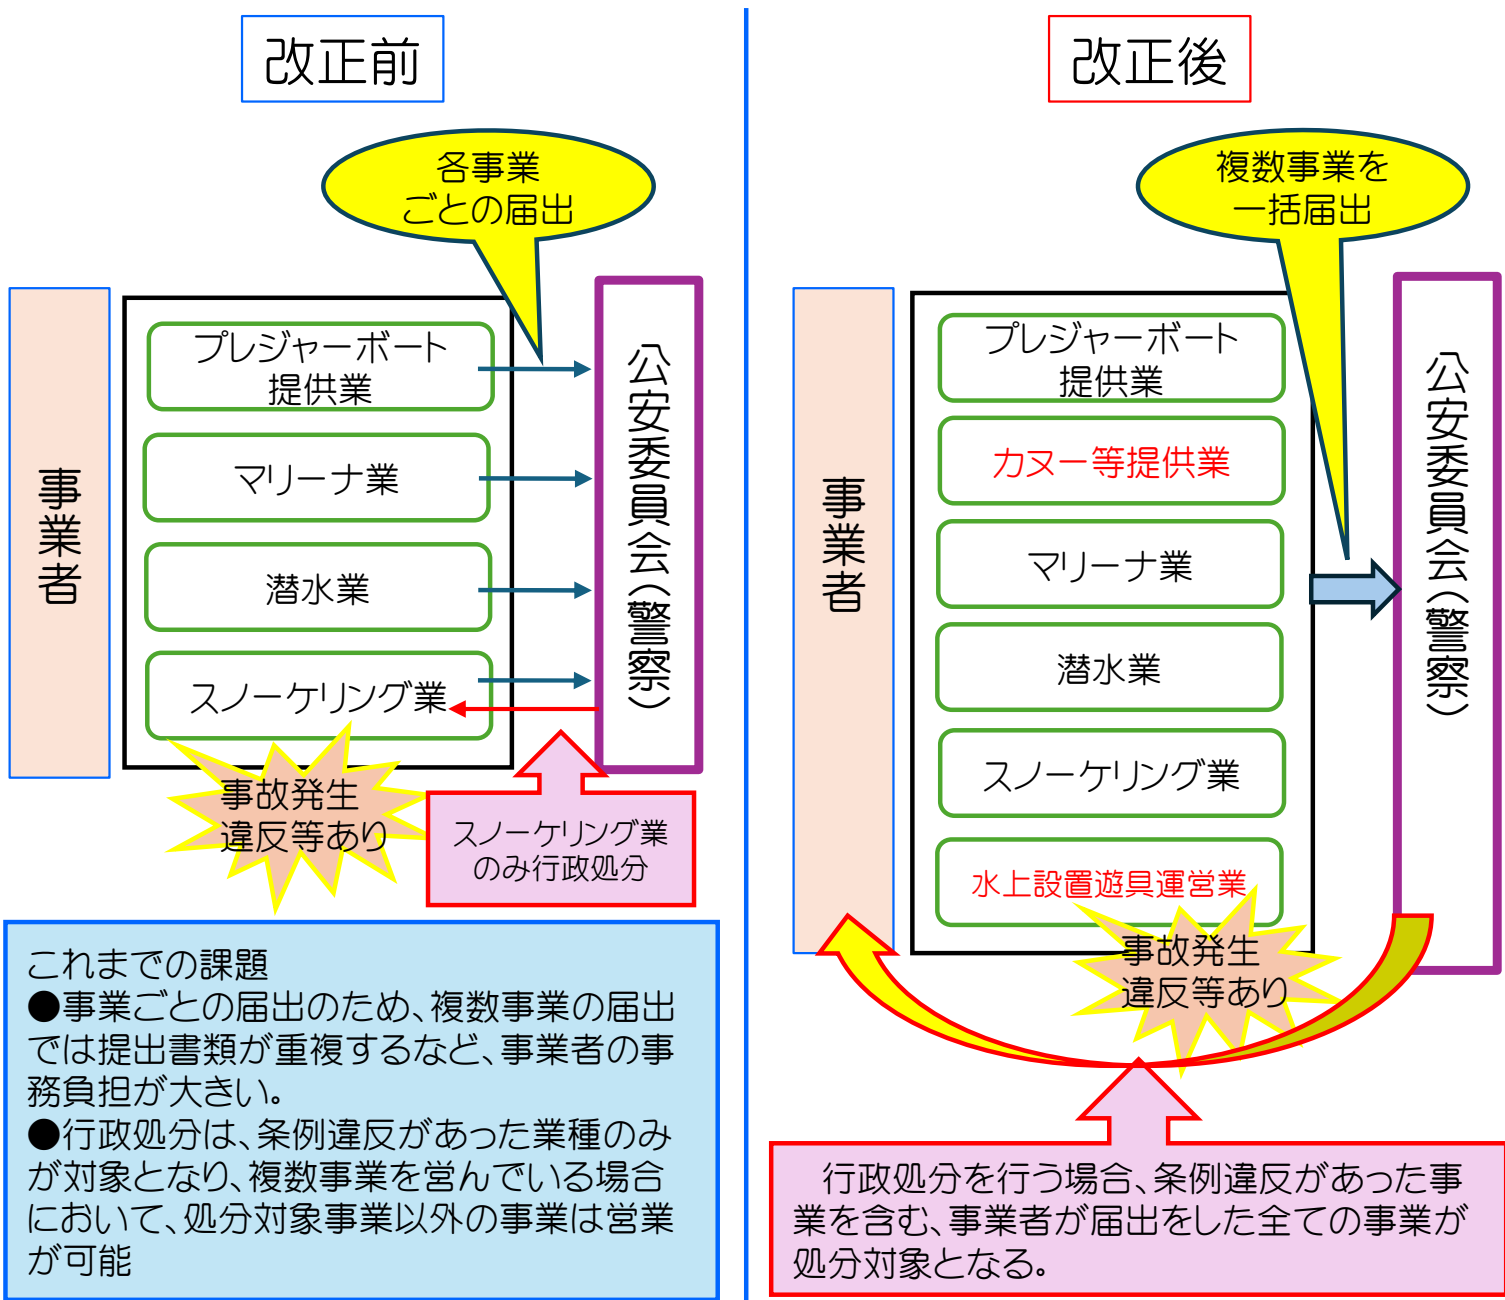 改正前
各事業
ごとの届出
事業者
プレジャーボート
提供業
マリーナ業
潜水業
スノーケリング業
公安委員会(警察)
事故発生
違反等あり
スノーケリング業
のみ行政処分
これまでの課題
●事業ごとの届出のため、複数事業の届出
では提出書類が重複するなど、事業者の事
務負担が大きい。
●行政処分は、条例違反があった業種のみ
が対象となり、複数事業を営んでいる場合
において、処分対象事業以外の事業は営業
が可能
改正後
複数事業を
一括届出
事業者
プレジャーボート
提供業
カヌー等提供業
マリーナ業
潜水業
スノーケリング業
水上設置遊具運営業
公安委員会(警察)
事故発生
違反等あり
行政処分を行う場合、条例違反があった事
業を含む、事業者が届出をした全ての事業が
処分対象となる。